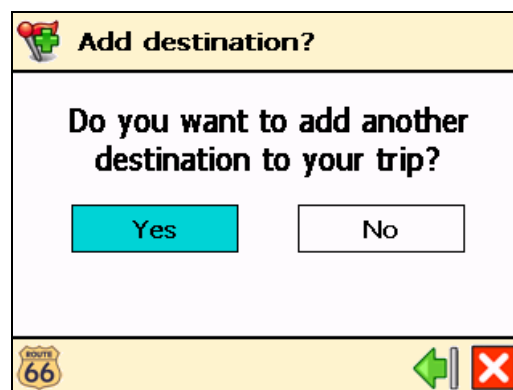 Add destination?
Do you want to add another
destination to your trip?
Yes No
ROUTE
66